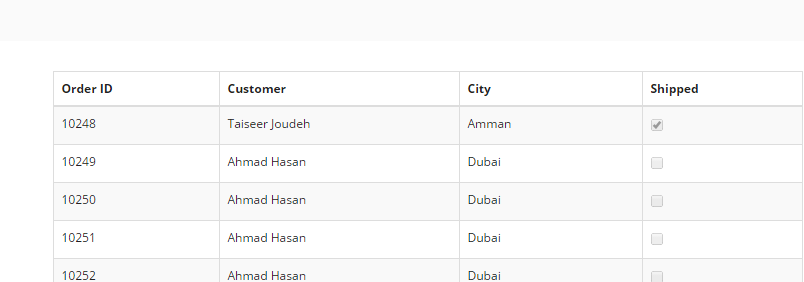 Order ID Customer City Shipped
10248 Taiseer Joudeh Amman
10249 Ahmad Hasan Dubai
10250 Ahmad Hasan Dubai
10251 Ahmad Hasan Dubai
10252 Ahmad Hasan Dubai